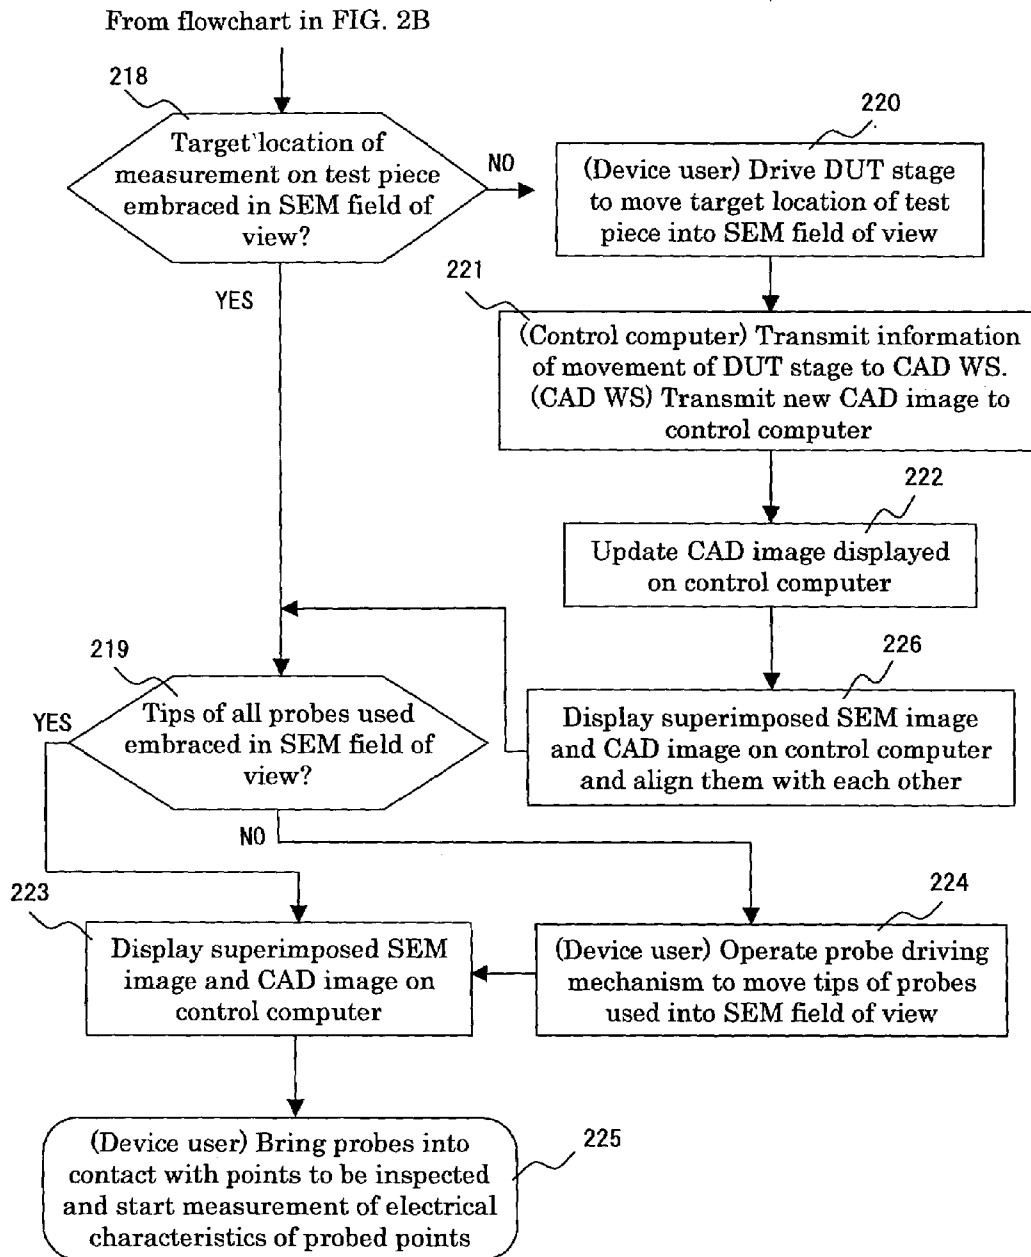 From flowchart in FIG. 2B
218
Target location of
measurement on test piece
embraced in SEM field of
view?
NO
YES
220
(Device user) Drive DUT stage
to move target location of test
piece into SEM field of view
221
(Control computer) Transmit information
of movement of DUT stage to CAD WS.
(CAD WS) Transmit new CAD image to
control computer
222
Update CAD image displayed
on control computer
226
Display superimposed SEM image
and CAD image on control computer
and align them with each other
219
Tips of all probes used
embraced in SEM field of
view?
YES
NO
224
(Device user) Operate probe driving
mechanism to move tips of probes
used into SEM field of view
223
Display superimposed SEM
image and CAD image on
control computer
225
(Device user) Bring probes into
contact with points to be inspected
and start measurement of electrical
characteristics of probed points